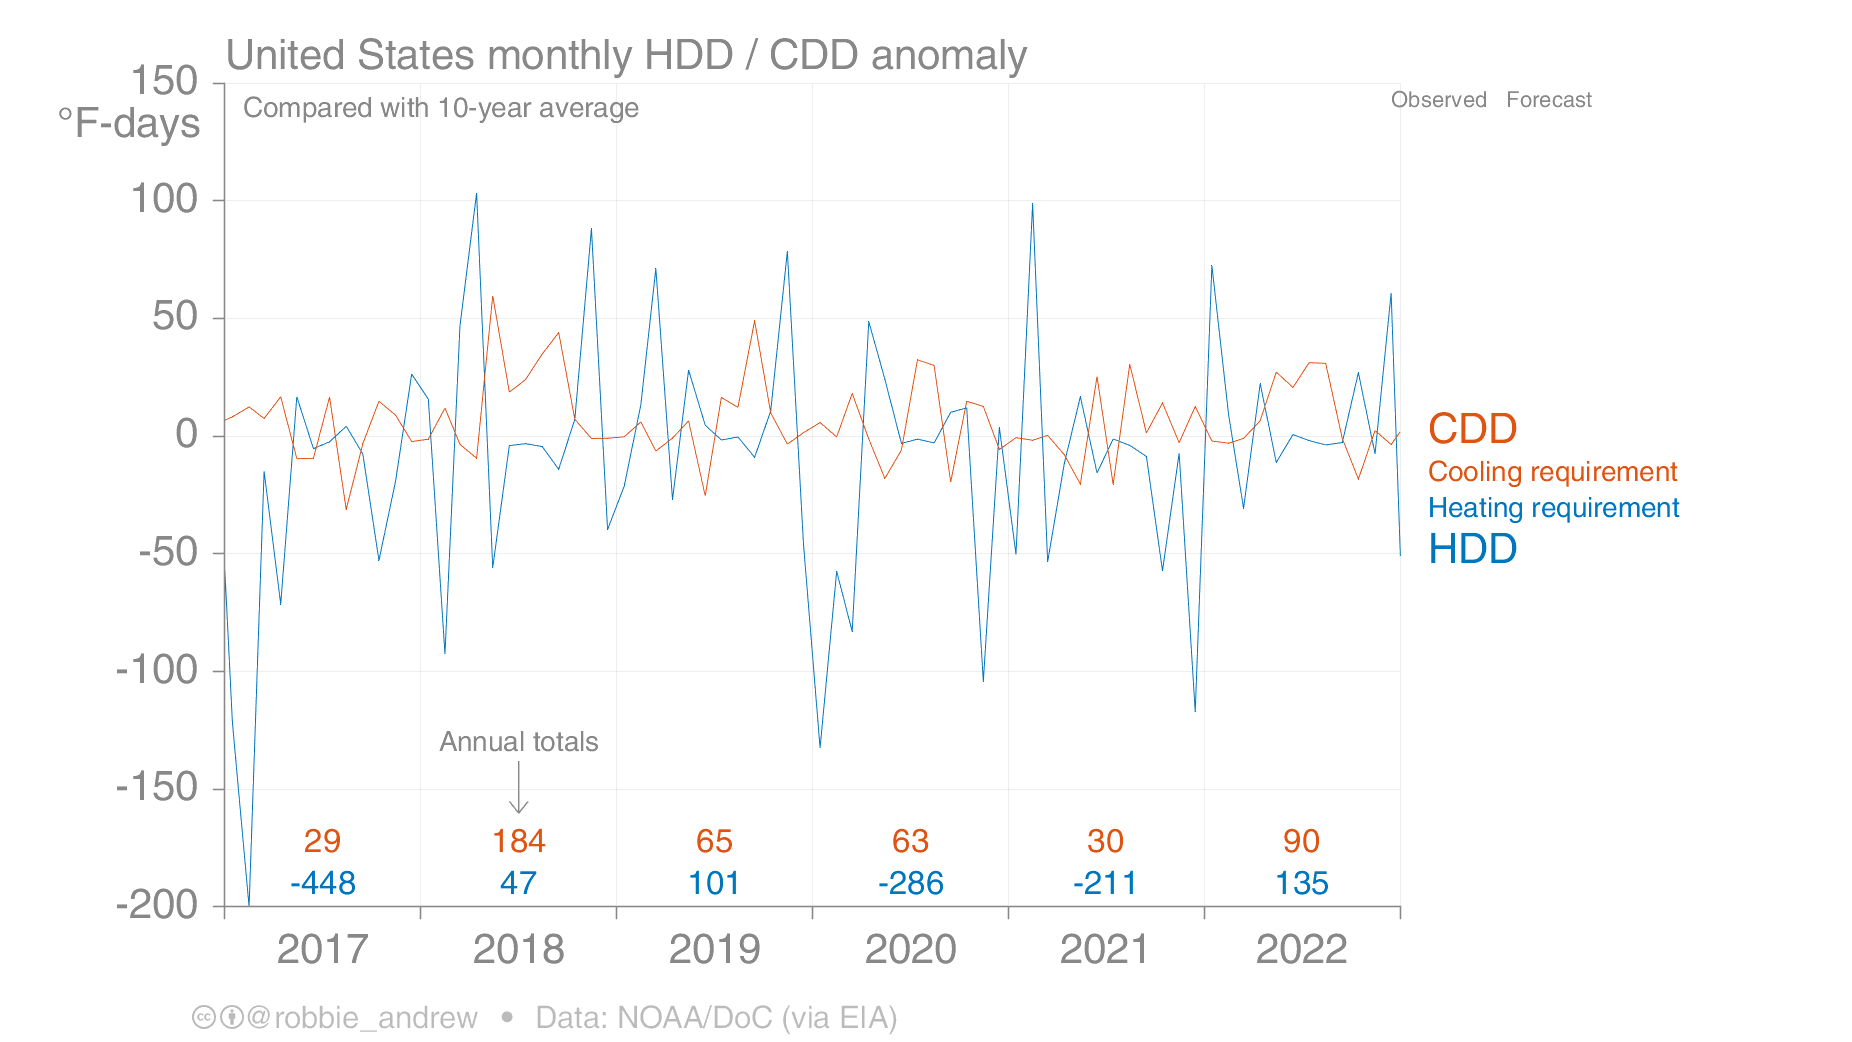 United States monthly HDD / CDD anomaly
150
°F-days
Compared with 10-year average
Observed Forecast
100
50
0
-50
-100
-150
-200
CDD
Cooling requirement
Heating requirement
HDD
Annual totals
29 184 65 63 30 90
-448 47 101 -286 -211 135
2017 2018 2019 2020 2021 2022
cc @robbie_andrew • Data: NOAA/DoC (via EIA)